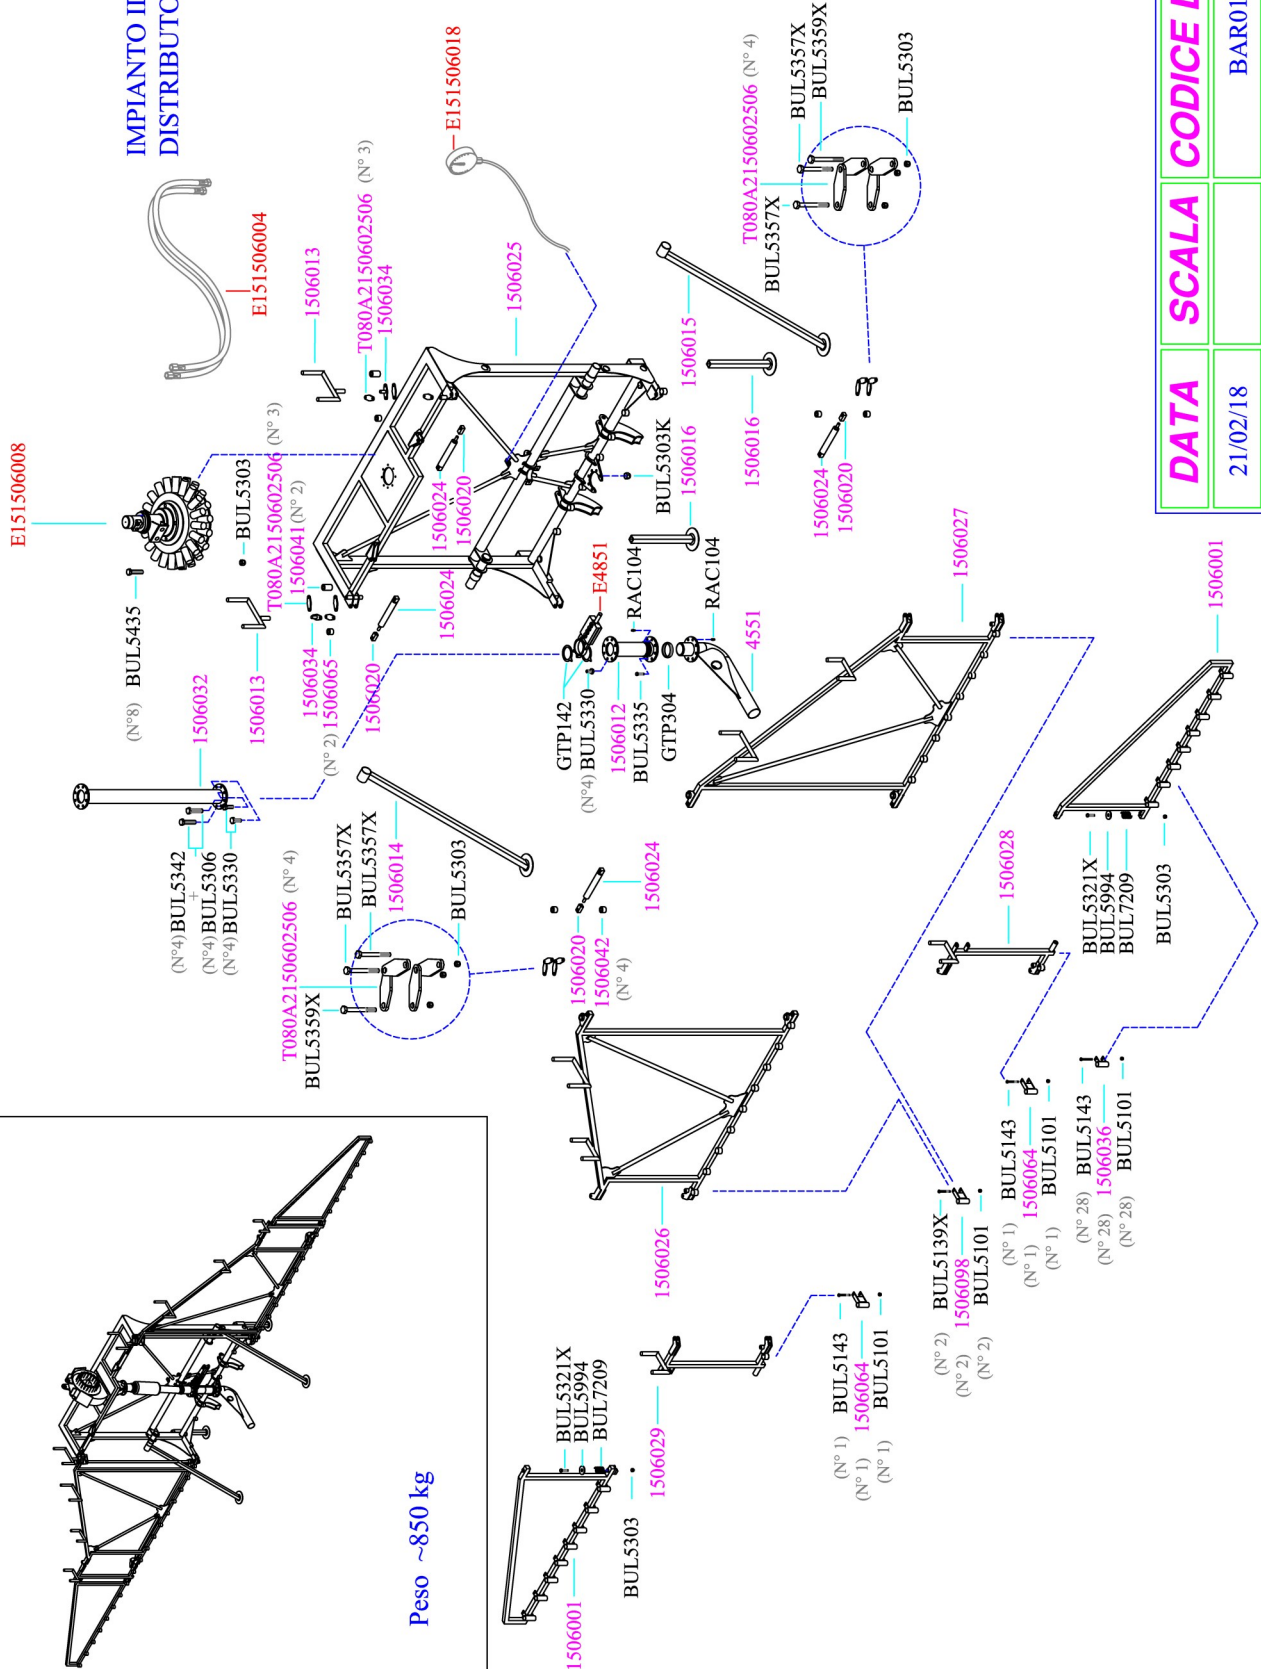 IMPIANTO
DISTRIBUTO
E151506018
E151506004
E151506008
BUL5435
(N°8)
BUL5303
1506013
T080A2150602506 (N° 3)
1506034
1506025
T080A2150602506 (N° 3)
1506041 (N° 2)
1506013
1506034
(N° 2) 1506065
1506020
1506024
1506024
1506020
BUL5303K
1506016
1506016
1506015
T080A2150602506 (N° 4)
BUL5357X
BUL5357X
BUL5359X
BUL5303
1506024
1506020
1506032
(N°4) BUL5342
+
(N°4) BUL5306
(N°4) BUL5330
GTP142
(N°4) BUL5330
1506012
BUL5335
GTP304
E4851
RAC104
RAC104
4551
T080A2150602506 (N° 4)
BUL5359X
BUL5357X
BUL5357X
1506014
BUL5303
1506020
1506042
(N° 4)
1506024
1506027
1506001
BUL5321X
BUL5994
BUL7209
BUL5303
1506028
1506026
(N° 28) BUL5143
(N° 28) 1506036
(N° 28) BUL5101
(N° 1) BUL5143
(N° 1) 1506064
(N° 1) BUL5101
(N° 2) BUL5139X
(N° 2) 1506098
(N° 2) BUL5101
(N° 1) BUL5143
(N° 1) 1506064
(N° 1) BUL5101
1506029
BUL5321X
BUL5994
BUL7209
BUL5303
1506001
Peso ~850 kg
DATA SCALA CODICE
21/02/18 BAR01